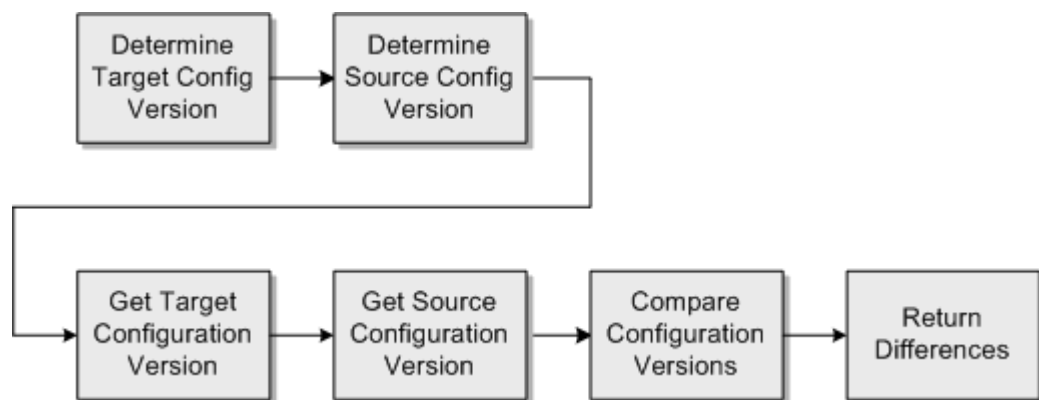 Determine
Target Config
Version
Determine
Source Config
Version
Get Target
Configuration
Version
Get Source
Configuration
Version
Compare
Configuration
Versions
Return
Differences